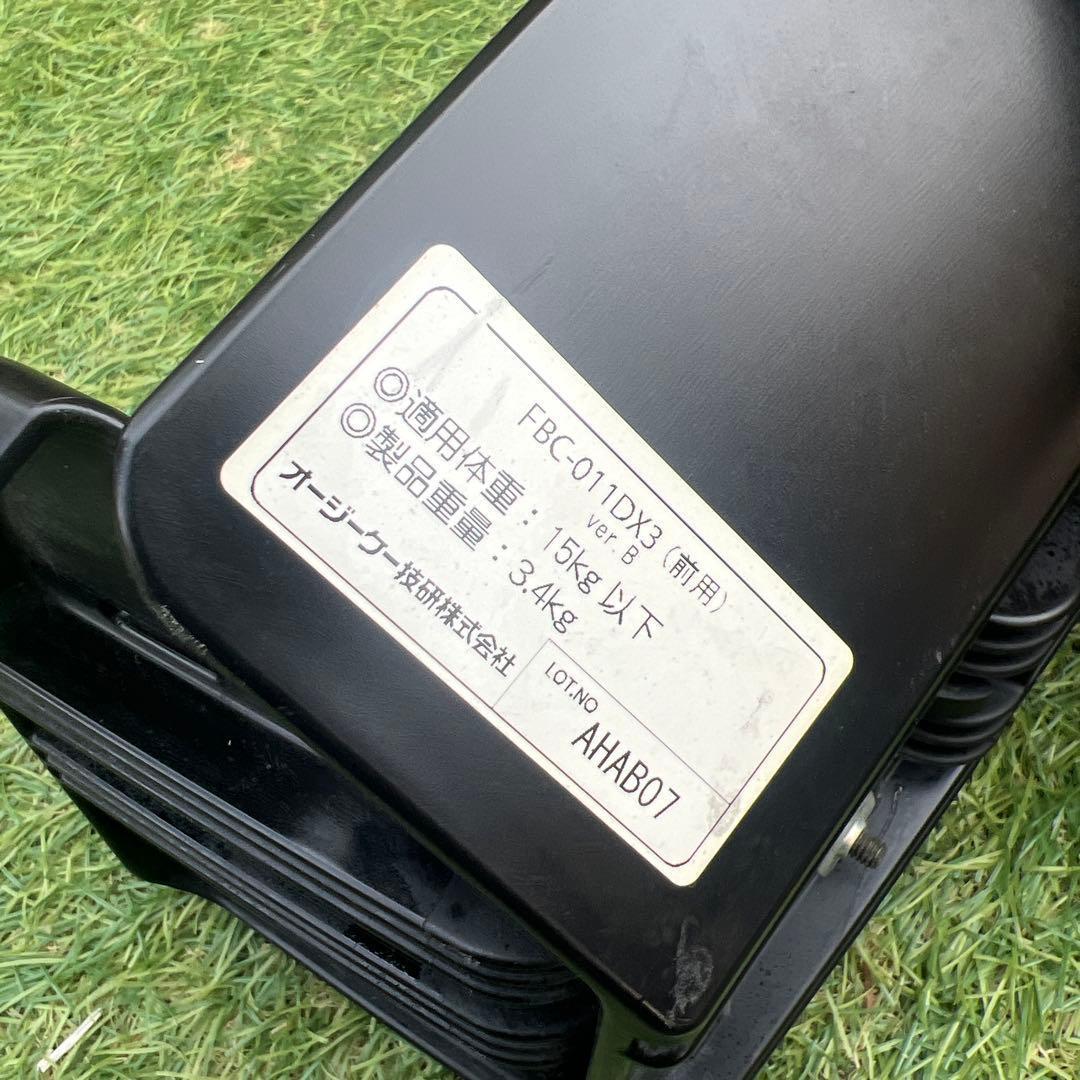 FBC-011DX3（前用）
ver. B
◎適用体重：15kg 以下
◎製品重量：3.4kg
オージーケー技研株式会社
LOT.NO
AHAB07